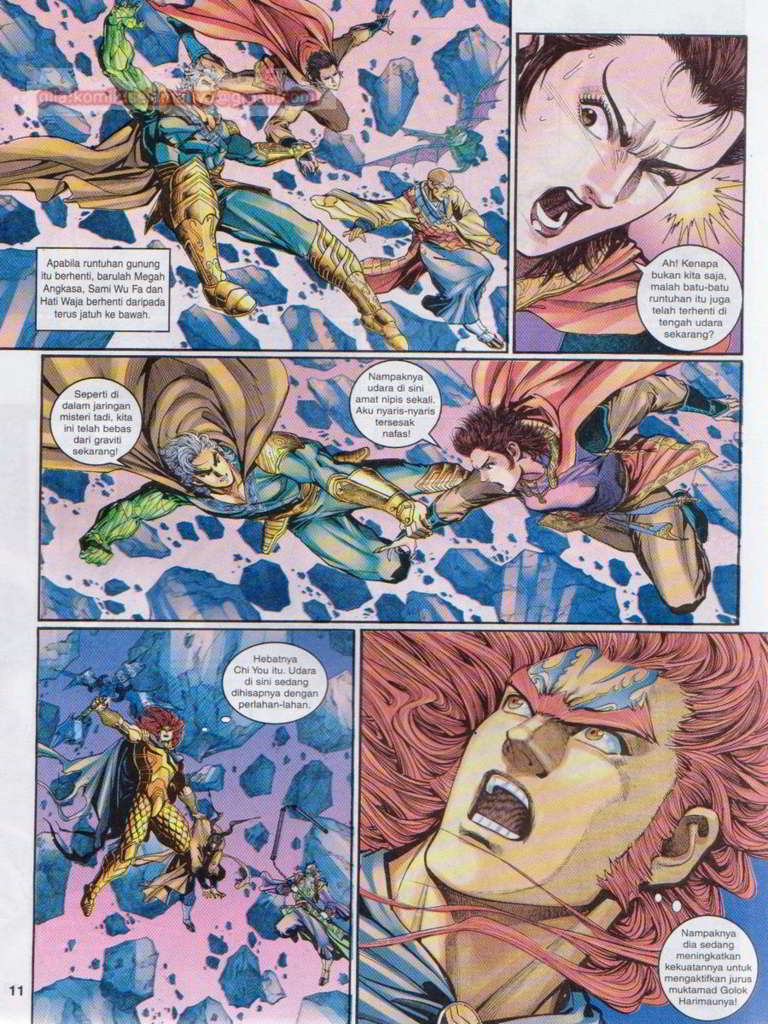 Apabila runtuhan gunung
itu berhenti, barulah Megah
Angkasa, Sami Wu Fa dan
Hati Waja berhenti daripada
terus jatuh ke bawah.
Ah! Kenapa
bukan kita saja,
malah batu-batu
runtuhan itu juga
telah terhenti di
tengah udara
sekarang?
Seperti di
dalam jaringan
misteri tadi, kita
ini telah bebas
dari graviti
sekarang!
Nampaknya
udara di sini
amat nipis sekali.
Aku nyaris-nyaris
tersesak
nafas!
Hebatnya
Chi You itu. Udara
di sini sedang
dihisapnya dengan
perlahan-lahan.
Nampaknya
dia sedang
meningkatkan
kekuatannya untuk
mengaktifkan jurus
muktamad Golok
Harimaunya!
11